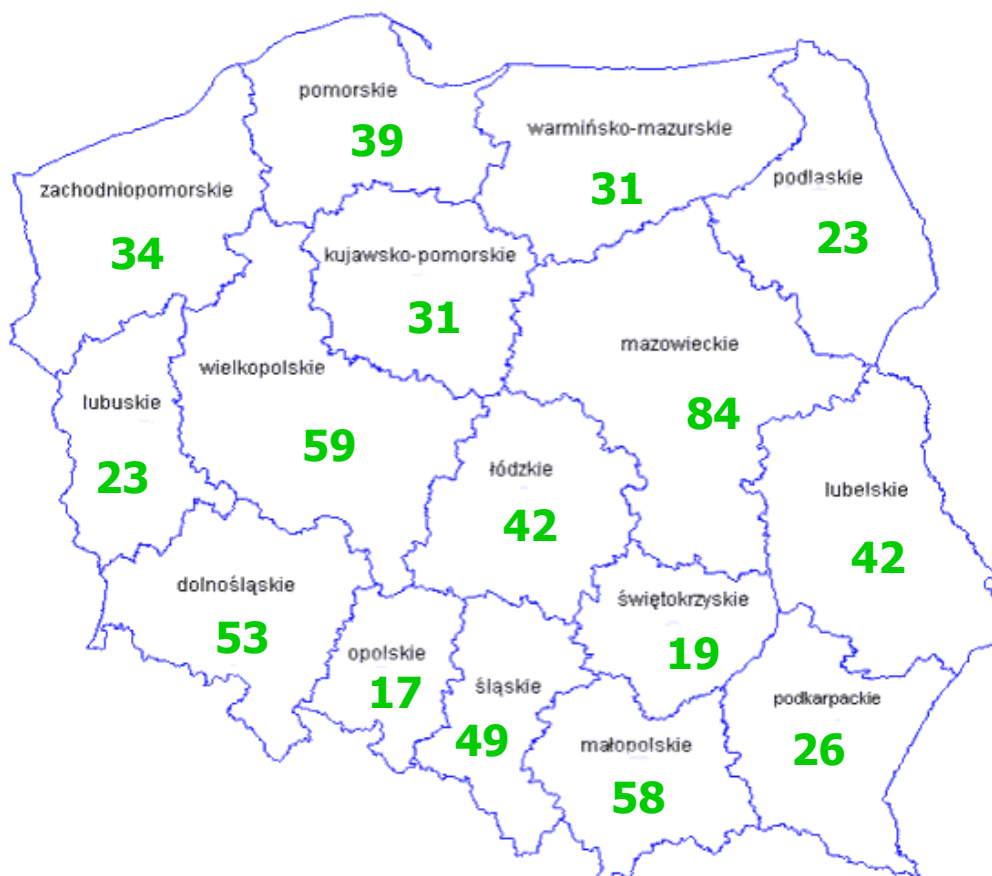 pomorskie
39
warmińsko-mazurskie
31
podlaskie
23
zachodniopomorskie
34
kujawsko-pomorskie
31
mazowieckie
84
wielkopolskie
59
lubuskie
23
łódzkie
42
lubelskie
42
dolnośląskie
53
świętokrzyskie
19
opolskie
17
śląskie
49
małopolskie
58
podkarpackie
26